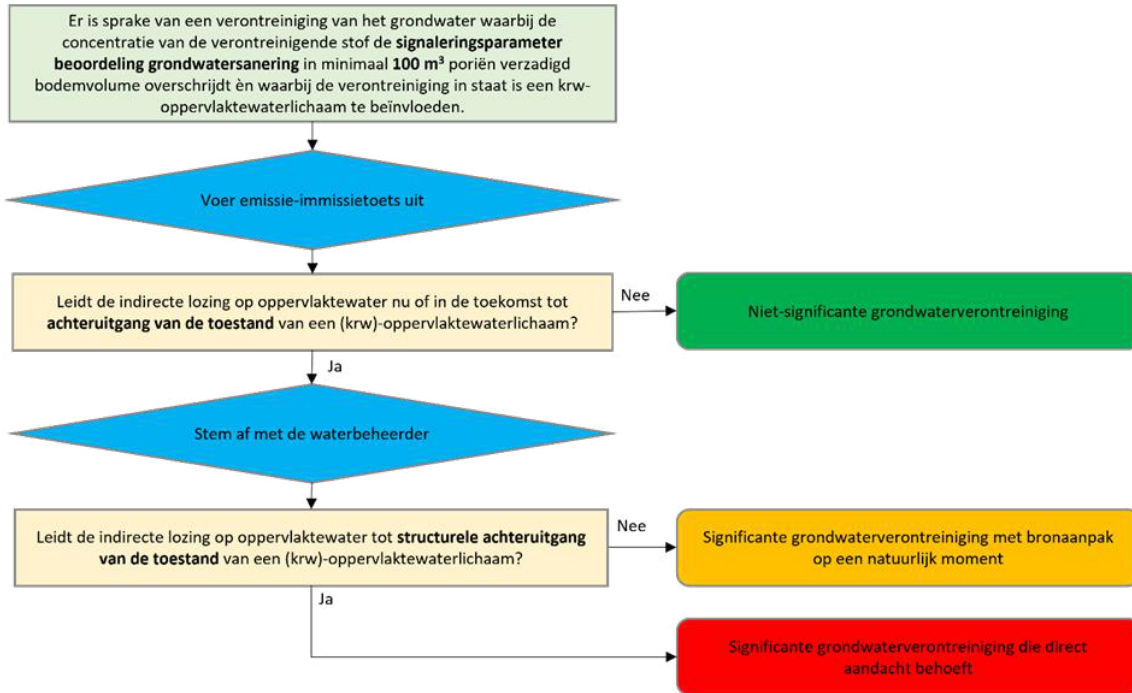 Er is sprake van een verontreiniging van het grondwater waarbij de
concentratie van de verontreinigende stof de signaleringsparameter
beoordeling grondwatersanering in minimaal 100 m³ poriën verzadigd
bodemvolume overschrijdt èn waarbij de verontreiniging in staat is een krw-
oppervlaktewaterlichaam te beïnvloeden.
Voer emissie-immissietoets uit
Leidt de indirecte lozing op oppervlaktewater nu of in de toekomst tot
achteruitgang van de toestand van een (krw)-oppervlaktewaterlichaam?
Nee
Niet-significante grondwaterverontreiniging
Ja
Stem af met de waterbeheerder
Leidt de indirecte lozing op oppervlaktewater tot structurele achteruitgang
van de toestand van een (krw)-oppervlaktewaterlichaam?
Nee
Significante grondwaterverontreiniging met bronaanpak
op een natuurlijk moment
Ja
Significante grondwaterverontreiniging die direct
aandacht behoeft